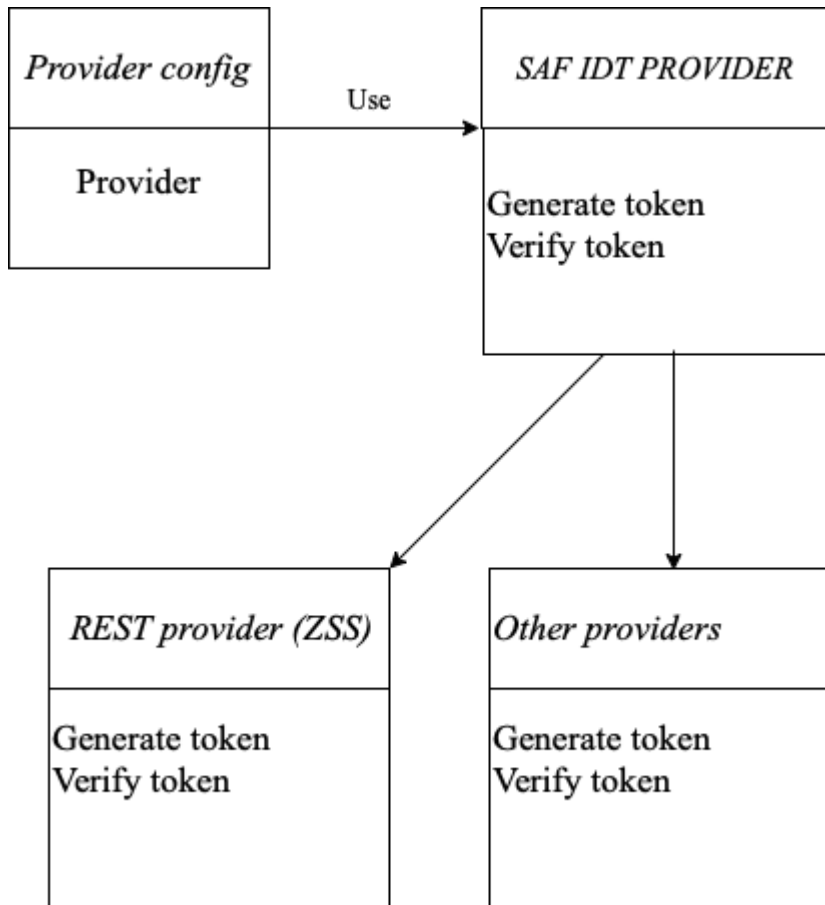 Provider config
SAF IDT PROVIDER
Use
Provider
Generate token
Verify token
REST provider (ZSS)
Other providers
Generate token
Verify token
Generate token
Verify token